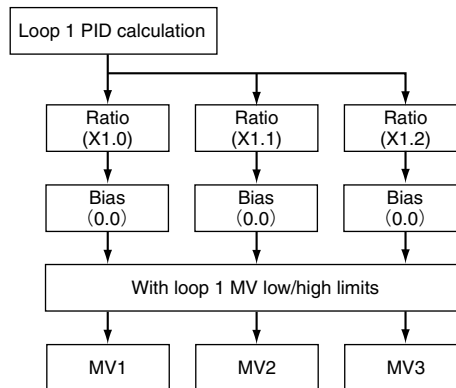 Loop 1 PID calculation
Ratio
(X1.0)
Ratio
(X1.1)
Ratio
(X1.2)
Bias
（0.0）
Bias
（0.0）
Bias
（0.0）
With loop 1 MV low/high limits
MV1
MV2
MV3